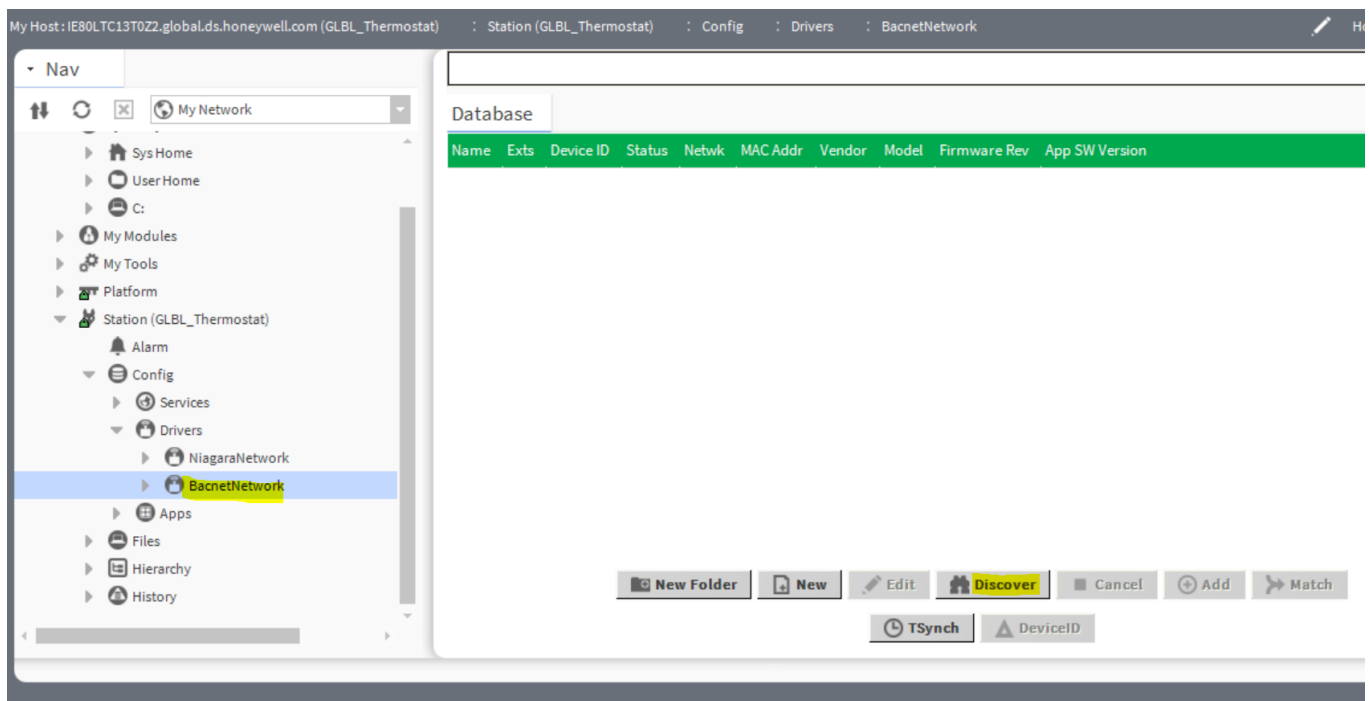 My Host : IE80LTC13T0Z2.global.ds.honeywell.com (GLBL_Thermostat) : Station (GLBL_Thermostat) : Config : Drivers : BacnetNetwork
Nav
My Network
Sys Home
User Home
C:
My Modules
My Tools
Platform
Station (GLBL_Thermostat)
Alarm
Config
Services
Drivers
NiagaraNetwork
BacnetNetwork
Apps
Files
Hierarchy
History
Database
Name Exts Device ID Status Netwk MAC Addr Vendor Model Firmware Rev App SW Version
New Folder New Edit Discover Cancel Add Match
TSynch DeviceID